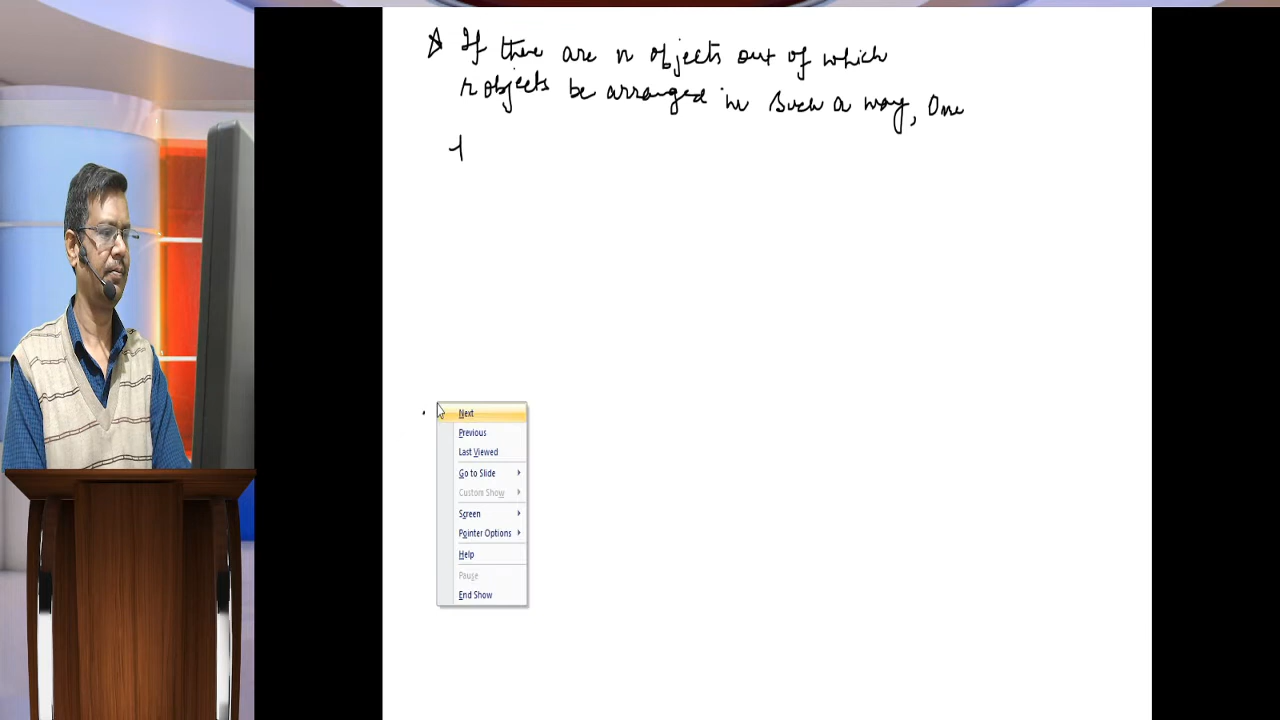 If there are n objects out of which
r objects be arranged in such a way, One
Next
Previous
Last Viewed
Go to Slide
Custom Show
Screen
Pointer Options
Help
Pause
End Show